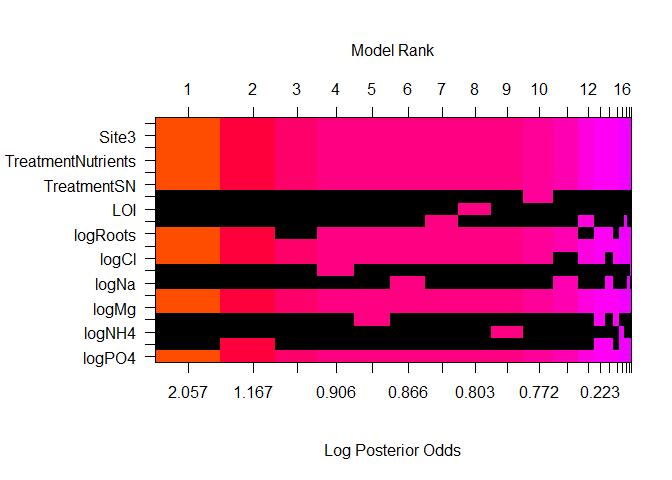 Model Rank
1 2 3 4 5 6 7 8 9 10 12 16
Site3
TreatmentNutrients
TreatmentSN
LOI
logRoots
logCl
logNa
logMg
logNH4
logPO4
2.057 1.167 0.906 0.866 0.803 0.772 0.223
Log Posterior Odds